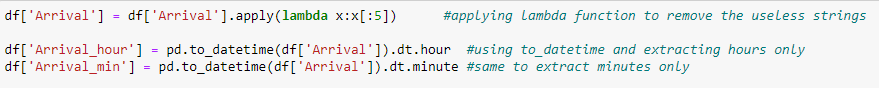 df['Arrival'] = df['Arrival'].apply(lambda x:x[:5]) #applying lambda function to remove the useless strings
df['Arrival_hour'] = pd.to_datetime(df['Arrival']).dt.hour #using to_datetime and extracting hours only
df['Arrival_min'] = pd.to_datetime(df['Arrival']).dt.minute #same to extract minutes only